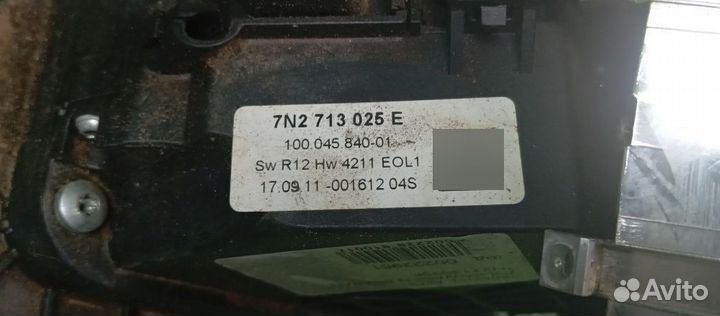 7N2 713 025 E
100.045.840-01
Sw R12 Hw 4211 EOL1
17.09 11 -001612 04S
Avito